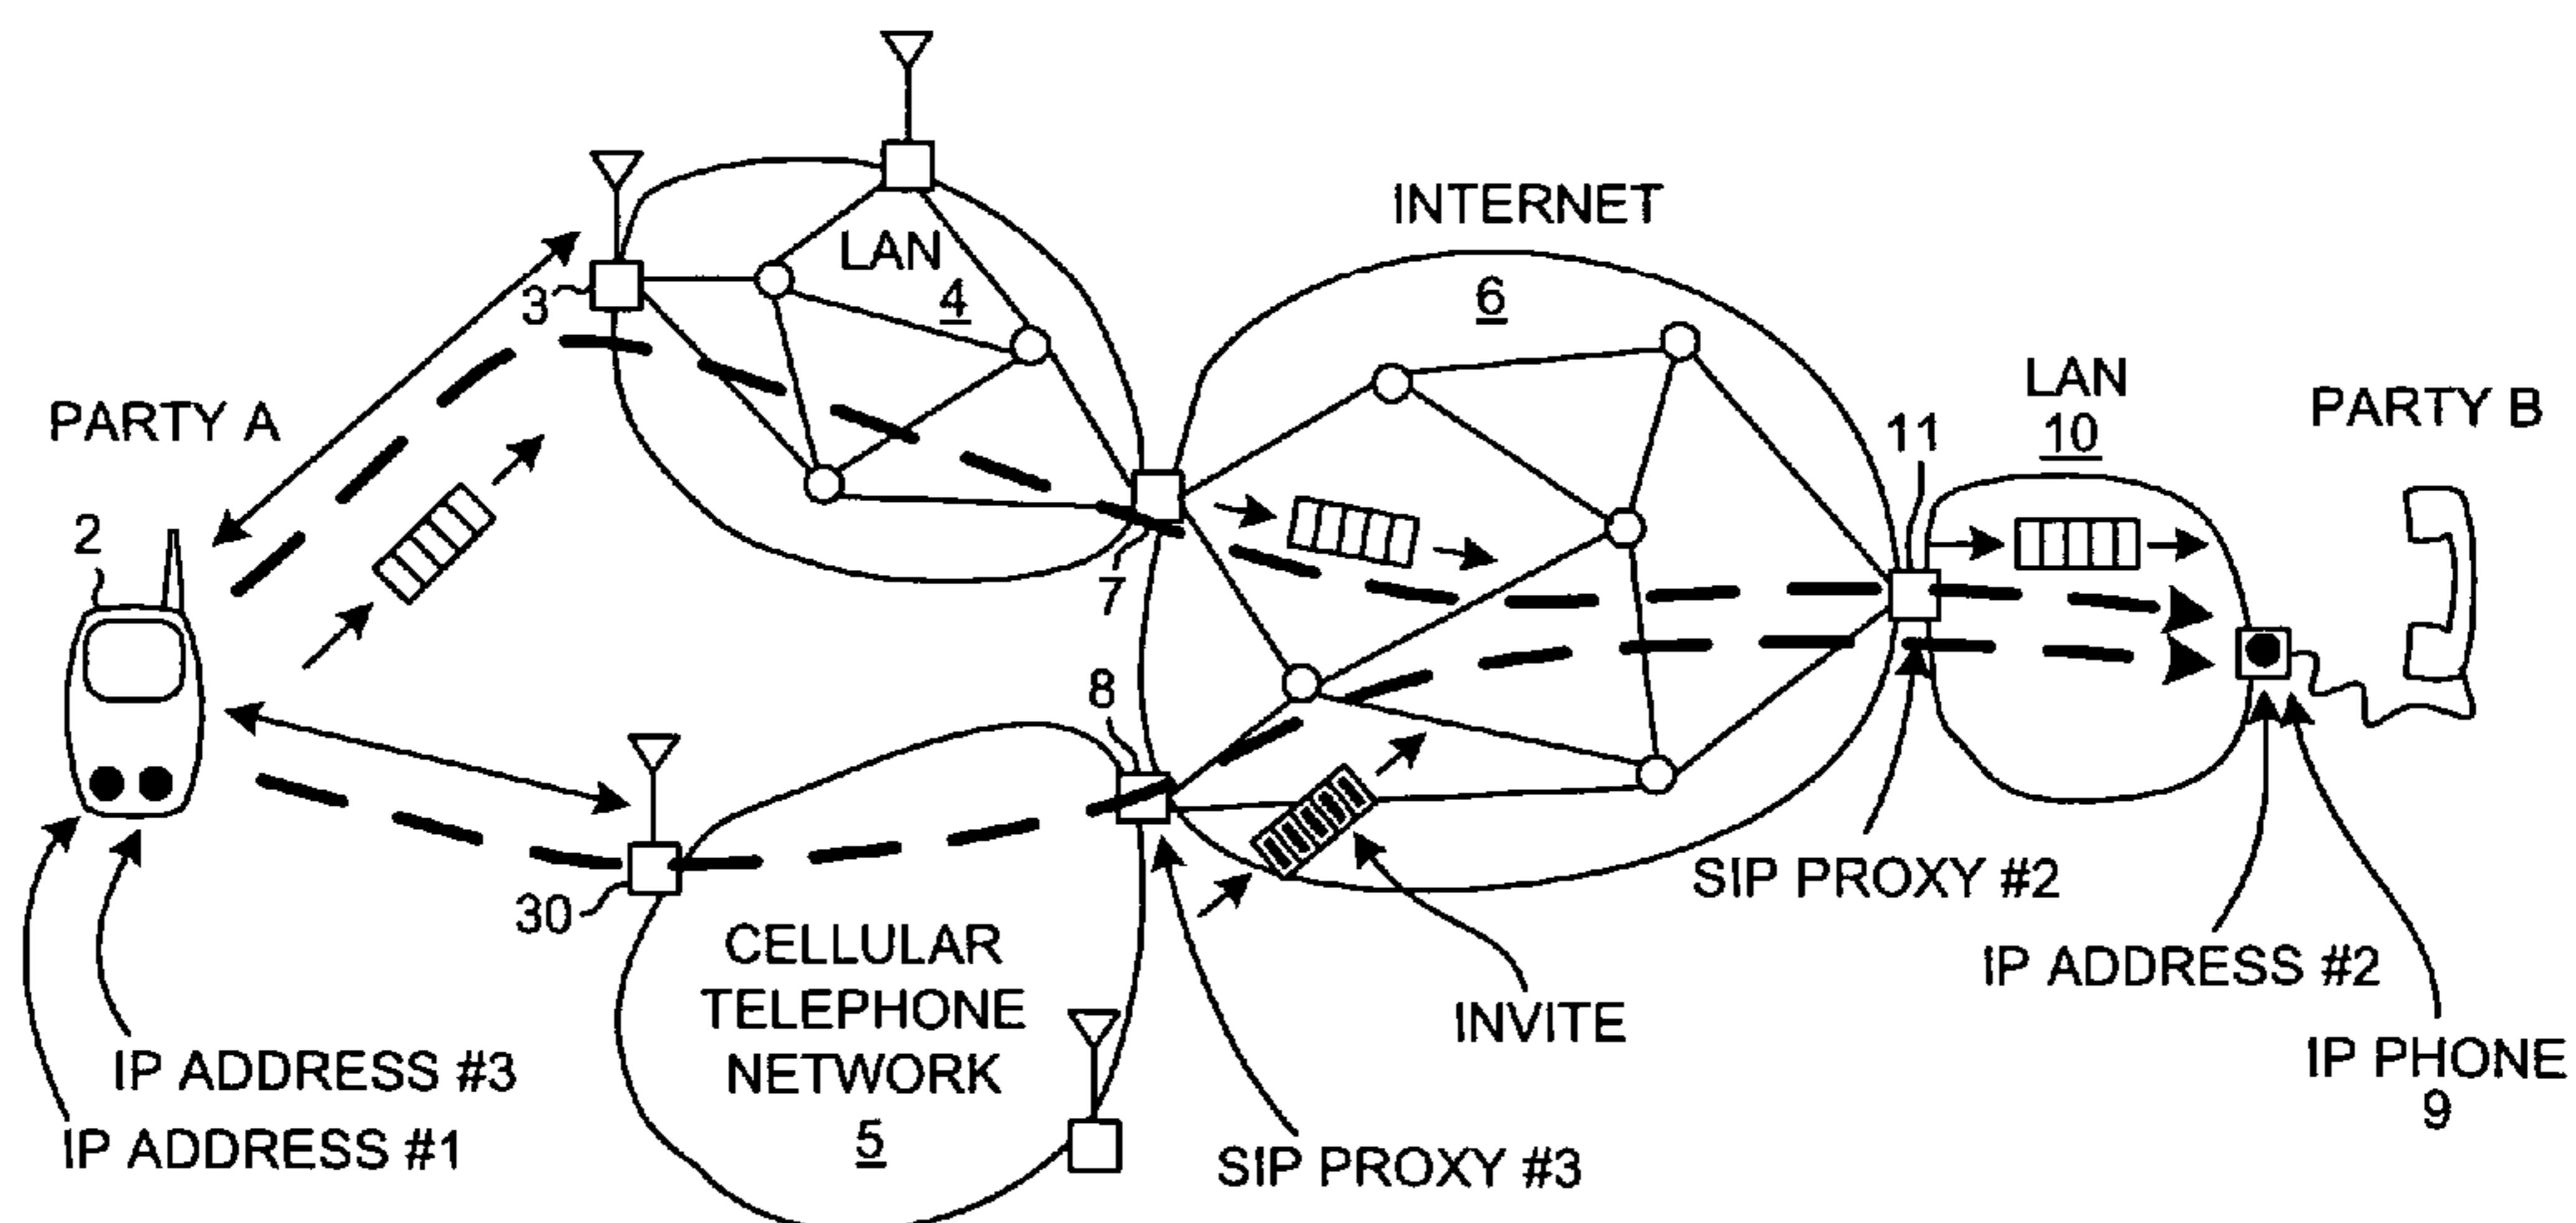 INTERNET
LAN
4
6
3
LAN
10
PARTY A
PARTY B
11
2
7
8
SIP PROXY #2
30
IP ADDRESS #2
CELLULAR
TELEPHONE
NETWORK
5
INVITE
IP PHONE
9
IP ADDRESS #3
IP ADDRESS #1
SIP PROXY #3